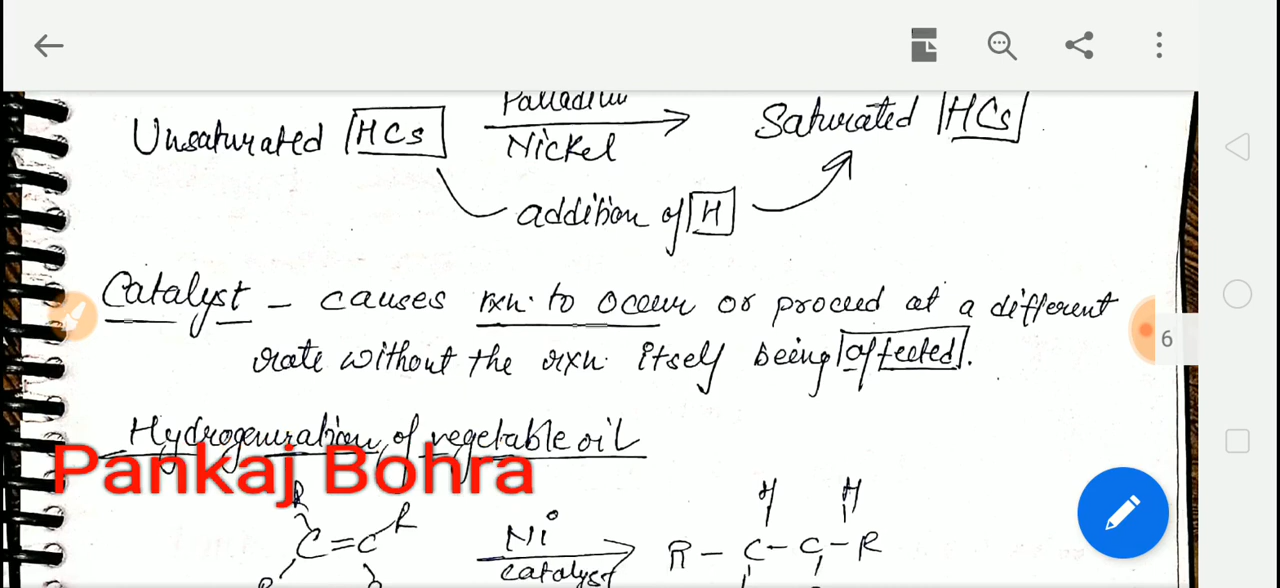 Palladium
Unsaturated HCs → Saturated HCs
Nickel
addition of H
Catalyst - causes rxn. to occur or proceed at a different
rate without the rxn. itself being affected.
6
Hydrogenration of vegetable oil
Pankaj Bohra
R R H H
C=C Ni R - C - C - R
catalyst